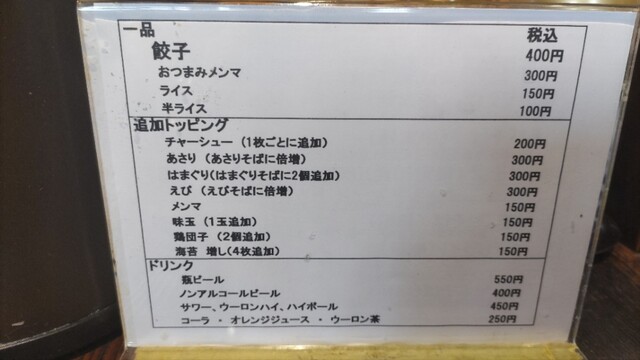 一品 税込
餃子 400円
おつまみメンマ 300円
ライス 150円
半ライス 100円
追加トッピング
チャーシュー (1枚ごとに追加) 200円
あさり (あさりそばに倍増) 300円
はまぐり(はまぐりそばに2個追加) 300円
えび (えびそばに倍増) 300円
メンマ 150円
味玉 (1玉追加) 150円
鶏団子 (2個追加) 150円
海苔 増し(4枚追加) 150円
ドリンク
瓶ビール 550円
ノンアルコールビール 400円
サワー、ウーロンハイ、ハイボール 450円
コーラ ・ オレンジジュース ・ ウーロン茶 250円